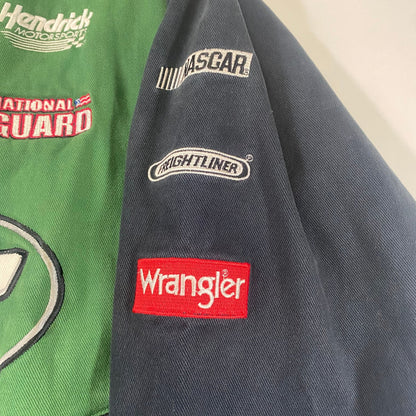 Hendrick
MOTORSPORTS
NATIONAL
GUARD
NASCAR
FREIGHTLINER®
Wrangler®